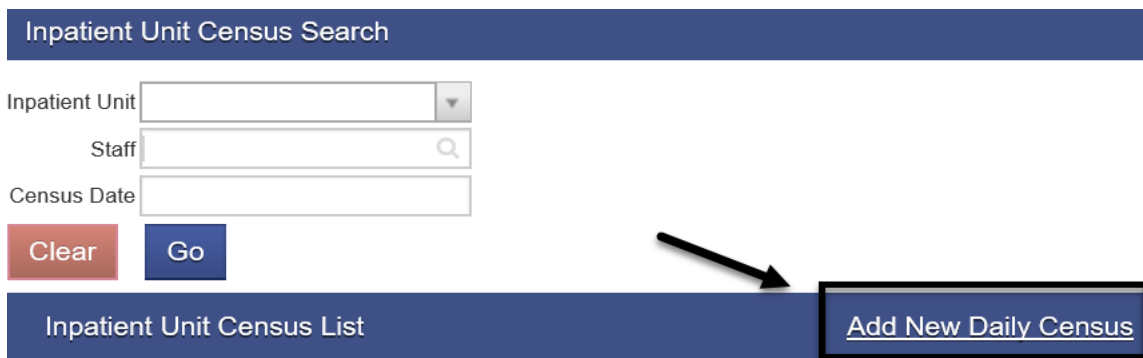 Inpatient Unit Census Search
Inpatient Unit
Staff
Census Date
Clear Go
Inpatient Unit Census List Add New Daily Census